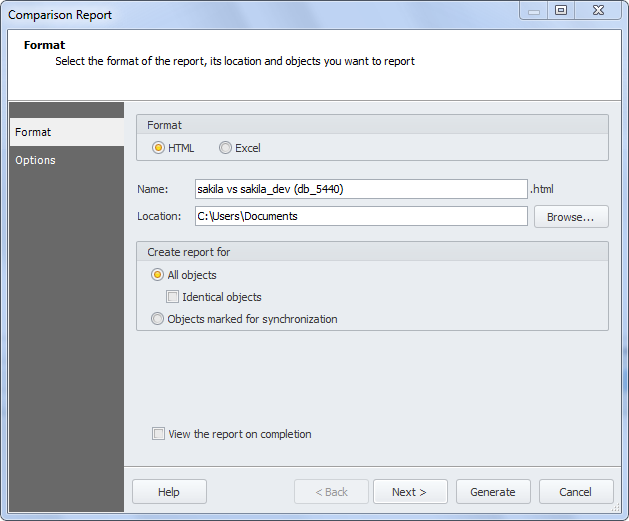 Comparison Report
Format
Select the format of the report, its location and objects you want to report
Format
Options
Format
HTML Excel
Name: sakila vs sakila_dev (db_5440) .html
Location: C:\Users\Documents Browse...
Create report for
All objects
Identical objects
Objects marked for synchronization
View the report on completion
Help < Back Next > Generate Cancel